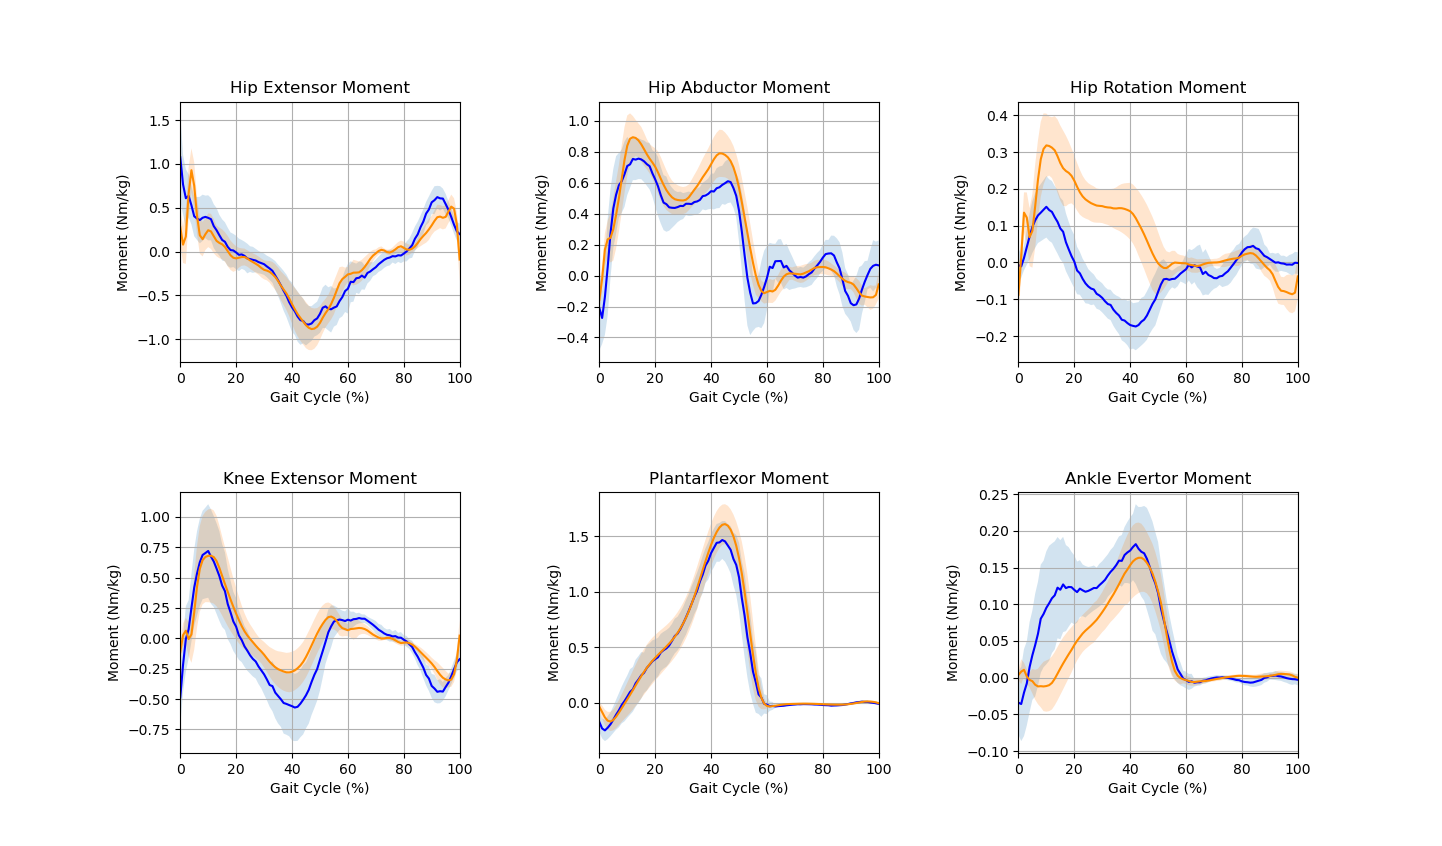 Hip Extensor Moment
Moment (Nm/kg)
1.5
1.0
0.5
0.0
−0.5
−1.0
0 20 40 60 80 100
Gait Cycle (%)
Hip Abductor Moment
Moment (Nm/kg)
1.0
0.8
0.6
0.4
0.2
0.0
−0.2
−0.4
0 20 40 60 80 100
Gait Cycle (%)
Hip Rotation Moment
Moment (Nm/kg)
0.4
0.3
0.2
0.1
0.0
−0.1
−0.2
0 20 40 60 80 100
Gait Cycle (%)
Knee Extensor Moment
Moment (Nm/kg)
1.00
0.75
0.50
0.25
0.00
−0.25
−0.50
−0.75
0 20 40 60 80 100
Gait Cycle (%)
Plantarflexor Moment
Moment (Nm/kg)
1.5
1.0
0.5
0.0
0 20 40 60 80 100
Gait Cycle (%)
Ankle Evertor Moment
Moment (Nm/kg)
0.25
0.20
0.15
0.10
0.05
0.00
−0.05
−0.10
0 20 40 60 80 100
Gait Cycle (%)